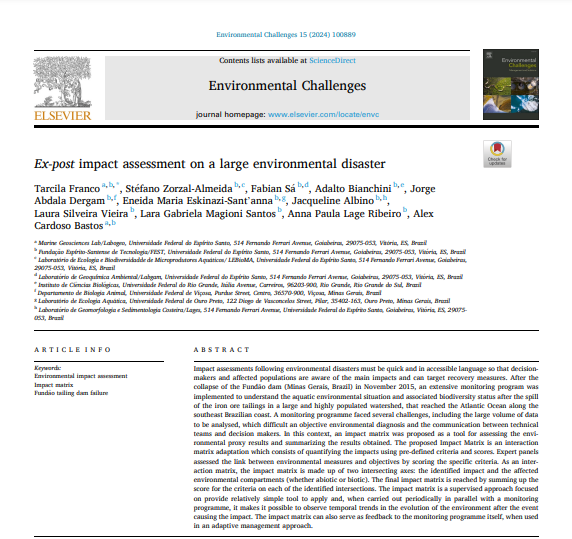 Environmental Challenges 15 (2024) 100889
Contents lists available at ScienceDirect
Environmental Challenges
journal homepage: www.elsevier.com/locate/envc
ELSEVIER
Environmental
Challenges
Check for
updates
Ex-post impact assessment on a large environmental disaster
Tarcila Franco a,b,*, Stéfano Zorzal-Almeida b,c, Fabian Sá b,d, Adalto Bianchini b,e, Jorge
Abdala Dergam b,f, Eneida Maria Eskinazi-Sant'anna b,g, Jacqueline Albino b,h,
Laura Silveira Vieira b, Lara Gabriela Magioni Santos b, Anna Paula Lage Ribeiro b, Alex
Cardoso Bastos a,b
a Marine Geosciences Lab/Labogeo, Universidade Federal do Espírito Santo, 514 Fernando Ferrari Avenue, Goiabeiras, 29075-053, Vitória, ES, Brazil
b Fundação Espírito-Santense de Tecnologia/FEST, Universidade Federal do Espírito Santo, 514 Fernando Ferrari Avenue, Goiabeiras, Vitória, ES, Brazil
c Laboratório de Ecologia e Biodiversidade de Microprodutores Aquáticos/ LEBioMA, Universidade Federal do Espírito Santo, 514 Fernando Ferrari Avenue, Goiabeiras,
29075-053, Vitória, ES, Brazil
d Laboratório de Geoquímica Ambiental/Labgam, Universidade Federal do Espírito Santo, 514 Fernando Ferrari Avenue, Goiabeiras, 29075-053, Vitória, ES, Brazil
e Instituto de Ciências Biológicas, Universidade Federal do Rio Grande, Itália Avenue, Carreiros, 96203-900, Rio Grande, Rio Grande do Sul, Brazil
f Departamento de Biologia Animal, Universidade Federal de Viçosa, Purdue Street, Centro, 36570-900, Viçosa, Minas Gerais, Brazil
g Laboratório de Ecologia Aquática, Universidade Federal de Ouro Preto, 122 Diogo de Vasconcelos Street, Pilar, 35402-163, Ouro Preto, Minas Gerais, Brazil
h Laboratório de Geomorfologia e Sedimentologia Costeira/Lagos, 514 Fernando Ferrari Avenue, Universidade Federal do Espírito Santo, Goiabeiras, Vitória, ES, 29075-
053, Brazil
ARTICLE INFO
ABSTRACT
Keywords:
Environmental impact assessment
Impact matrix
Fundão tailing dam failure
Impact assessments following environmental disasters must be quick and in accessible language so that decision-
makers and affected populations are aware of the main impacts and can target recovery measures. After the
collapse of the Fundão dam (Minas Gerais, Brazil) in November 2015, an extensive monitoring program was
implemented to understand the aquatic environmental situation and associated biodiversity status after the
spill of the iron ore tailings in a large and highly populated watershed, that reached the Atlantic Ocean along the
southeast Brazilian coast. A monitoring programme faced several challenges, including the large volume of data
to be analysed, which difficult an objective environmental diagnosis and the communication between technical
teams and decision makers. In this context, an impact matrix was proposed as a tool for assessing the envi-
ronmental proxy results and summarizing the results obtained. The proposed Impact Matrix is an interaction
matrix adaptation which consists of quantifying the impacts using pre-defined criteria and scores. Expert panels
assessed the link between environmental measures and objectives by scoring the specific criteria. As an inter-
action matrix, the impact matrix is made up of two intersecting axes: the identified impact and the affected
environmental compartments (whether abiotic or biotic). The final impact matrix is reached by summing up the
score for the criteria on each of the identified intersections. The impact matrix is a supervised approach focused
on provide relatively simple tool to apply and, when carried out periodically in parallel with a monitoring
programme, it makes it possible to observe temporal trends in the evolution of the environment after the event
causing the impact. The impact matrix can also serve as feedback to the monitoring programme itself, when used
in an adaptive management approach.